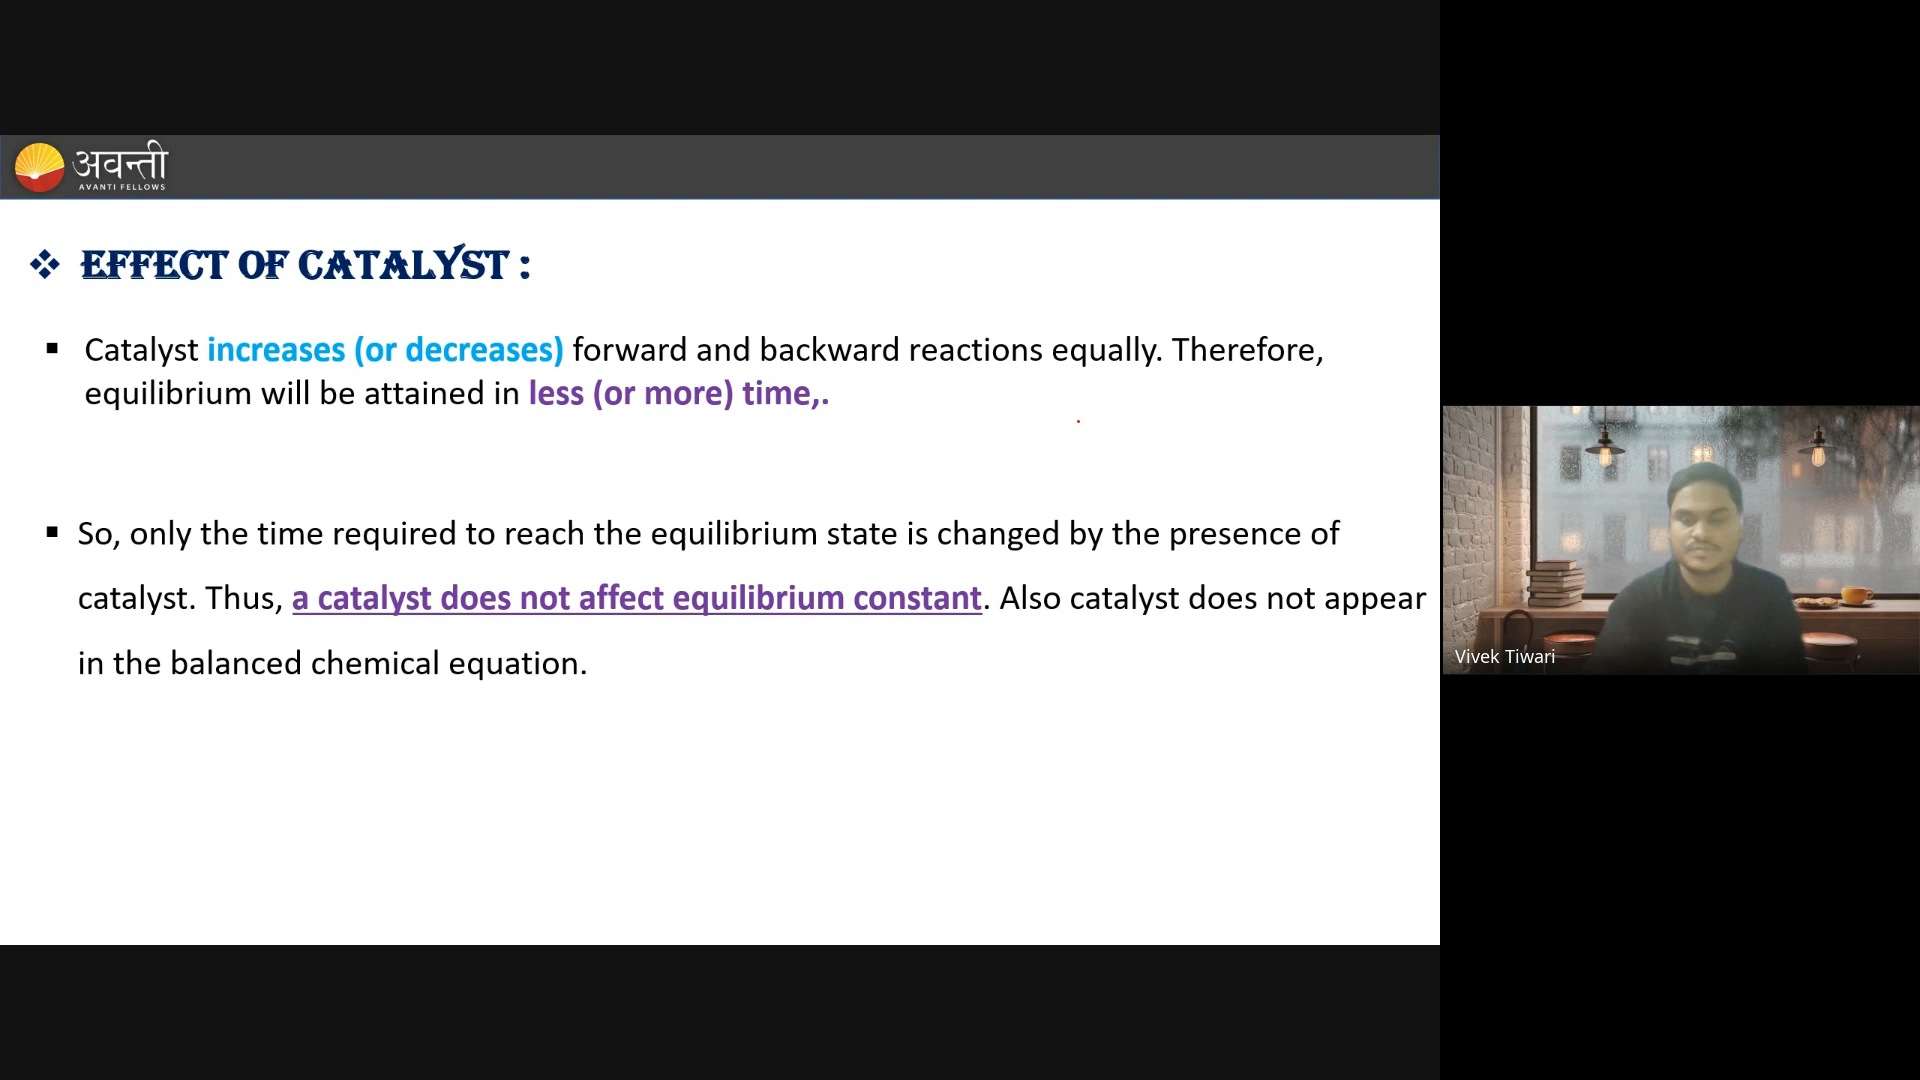 अवन्ती
AVANTI FELLOWS
❖ EFFECT OF CATALYST :
▪ Catalyst increases (or decreases) forward and backward reactions equally. Therefore,
equilibrium will be attained in less (or more) time,.
▪ So, only the time required to reach the equilibrium state is changed by the presence of
catalyst. Thus, a catalyst does not affect equilibrium constant. Also catalyst does not appear
in the balanced chemical equation.
Vivek Tiwari